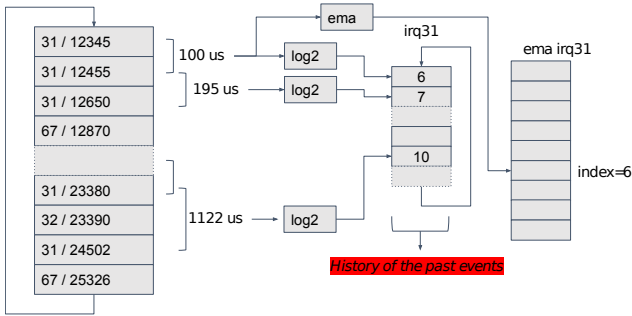 ema
irq31
31 / 12345
31 / 12455
31 / 12650
67 / 12870
31 / 23380
32 / 23390
31 / 24502
67 / 25326
100 us
195 us
1122 us
log2
log2
log2
6
7
10
History of the past events
ema irq31
index=6